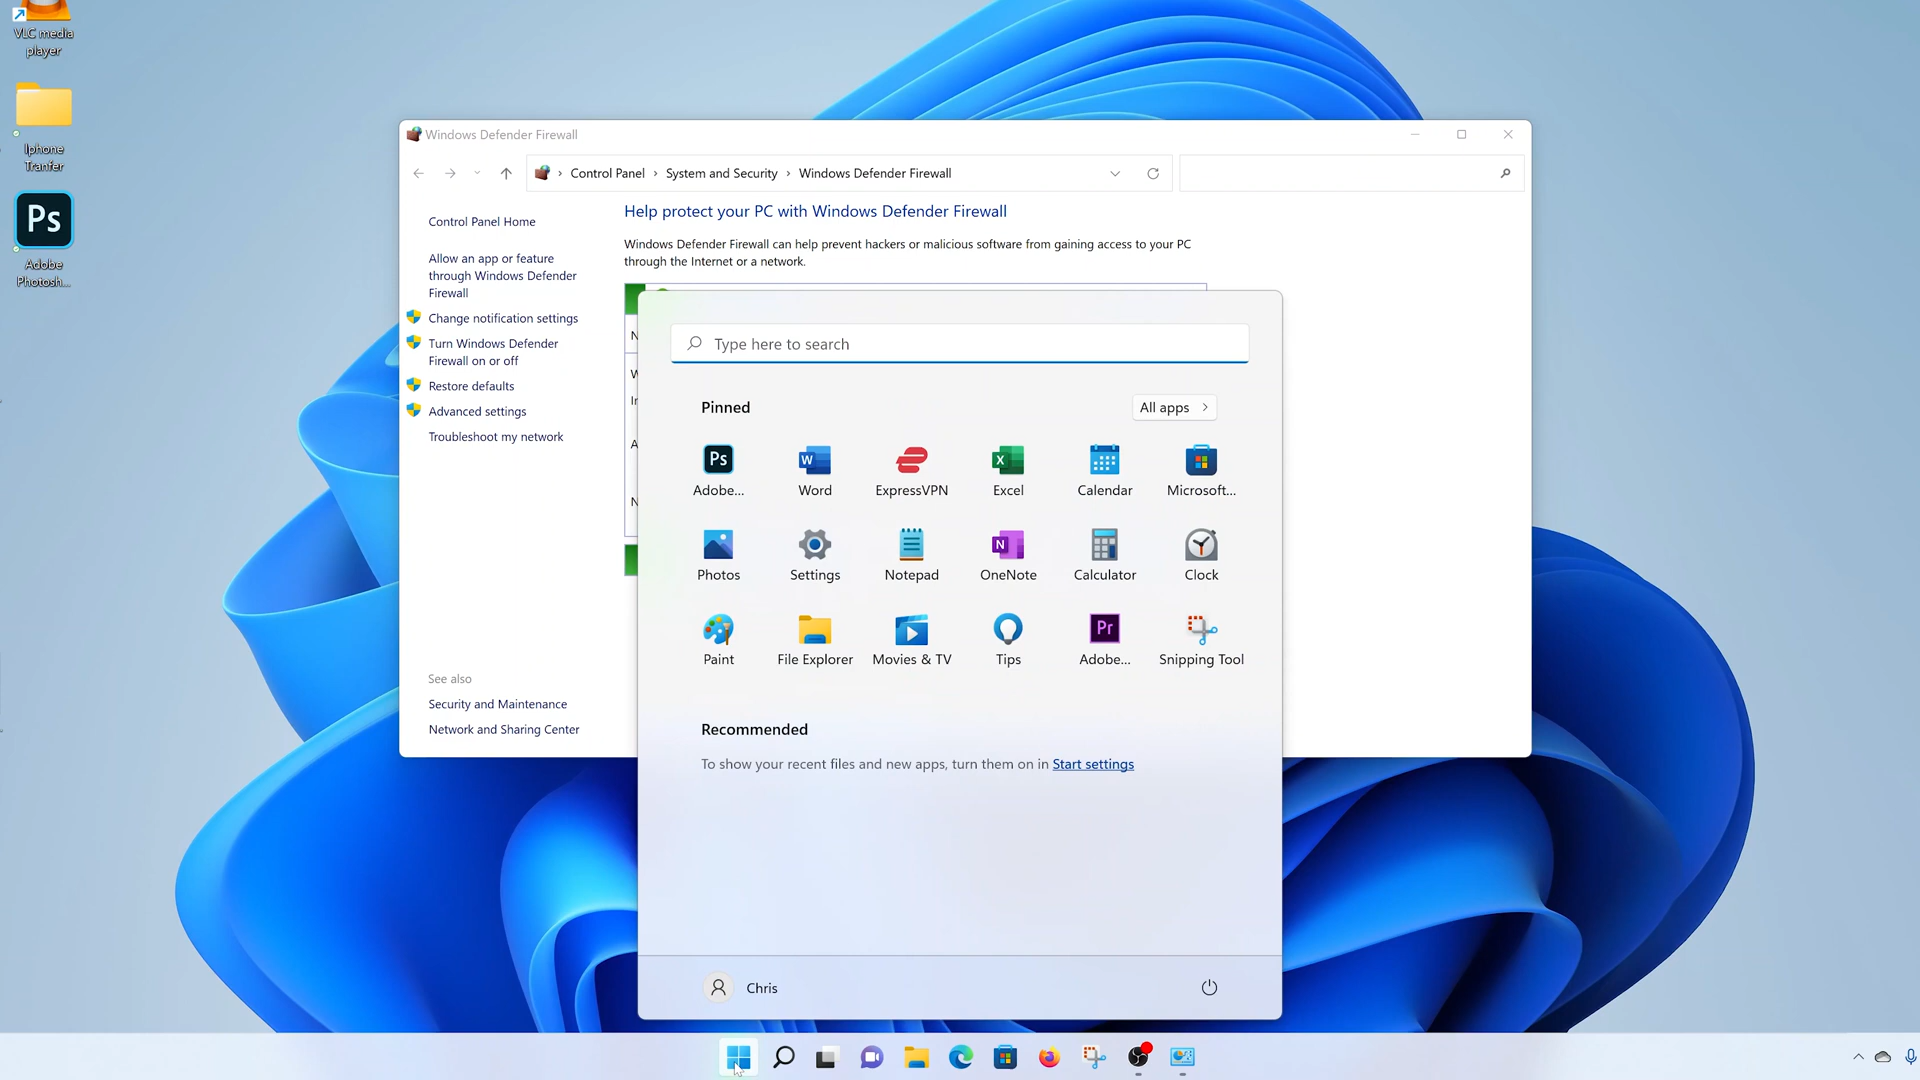 VLC media
player
Iphone
Tranfer
Ps
Adobe
Photosh...
Windows Defender Firewall
Control Panel › System and Security › Windows Defender Firewall
Control Panel Home
Allow an app or feature
through Windows Defender
Firewall
Change notification settings
Turn Windows Defender
Firewall on or off
Restore defaults
Advanced settings
Troubleshoot my network
See also
Security and Maintenance
Network and Sharing Center
Help protect your PC with Windows Defender Firewall
Windows Defender Firewall can help prevent hackers or malicious software from gaining access to your PC
through the Internet or a network.
Type here to search
Pinned
All apps
Ps W X
Adobe... Word ExpressVPN Excel Calendar Microsoft...
N
Photos Settings Notepad OneNote Calculator Clock
Pr
Paint File Explorer Movies & TV Tips Adobe... Snipping Tool
Recommended
To show your recent files and new apps, turn them on in Start settings
Chris